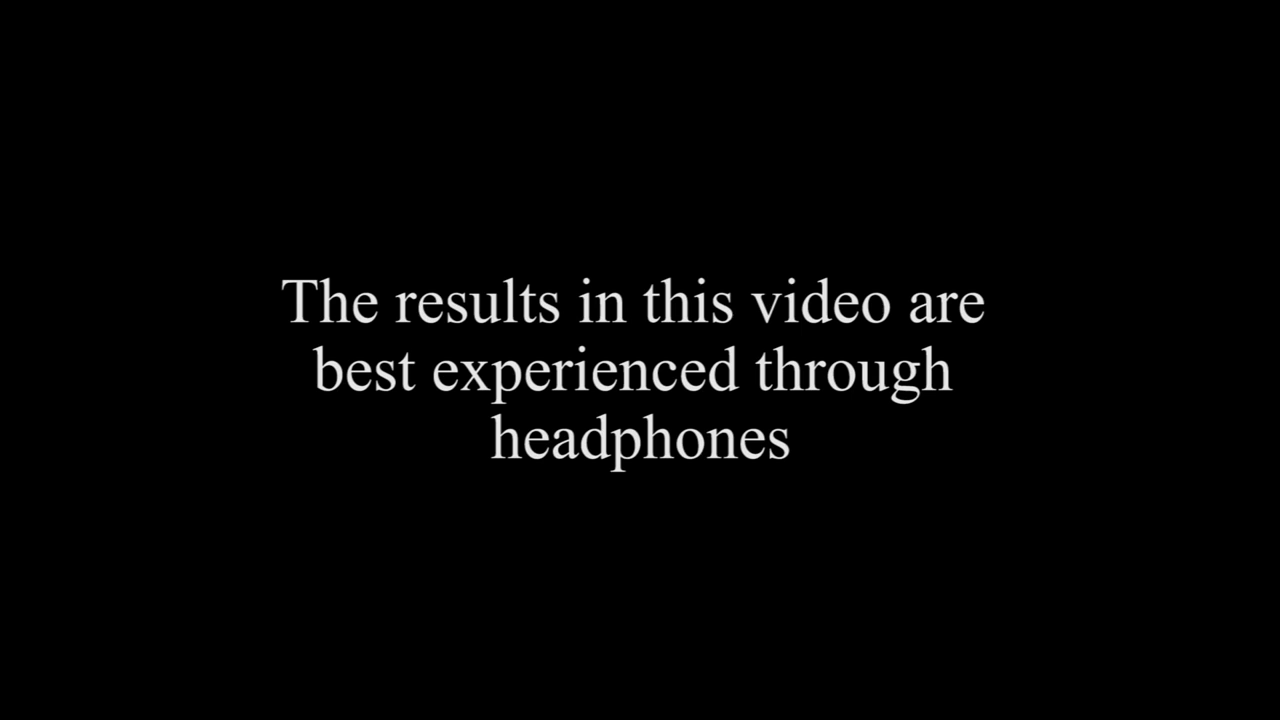 The results in this video are
best experienced through
headphones